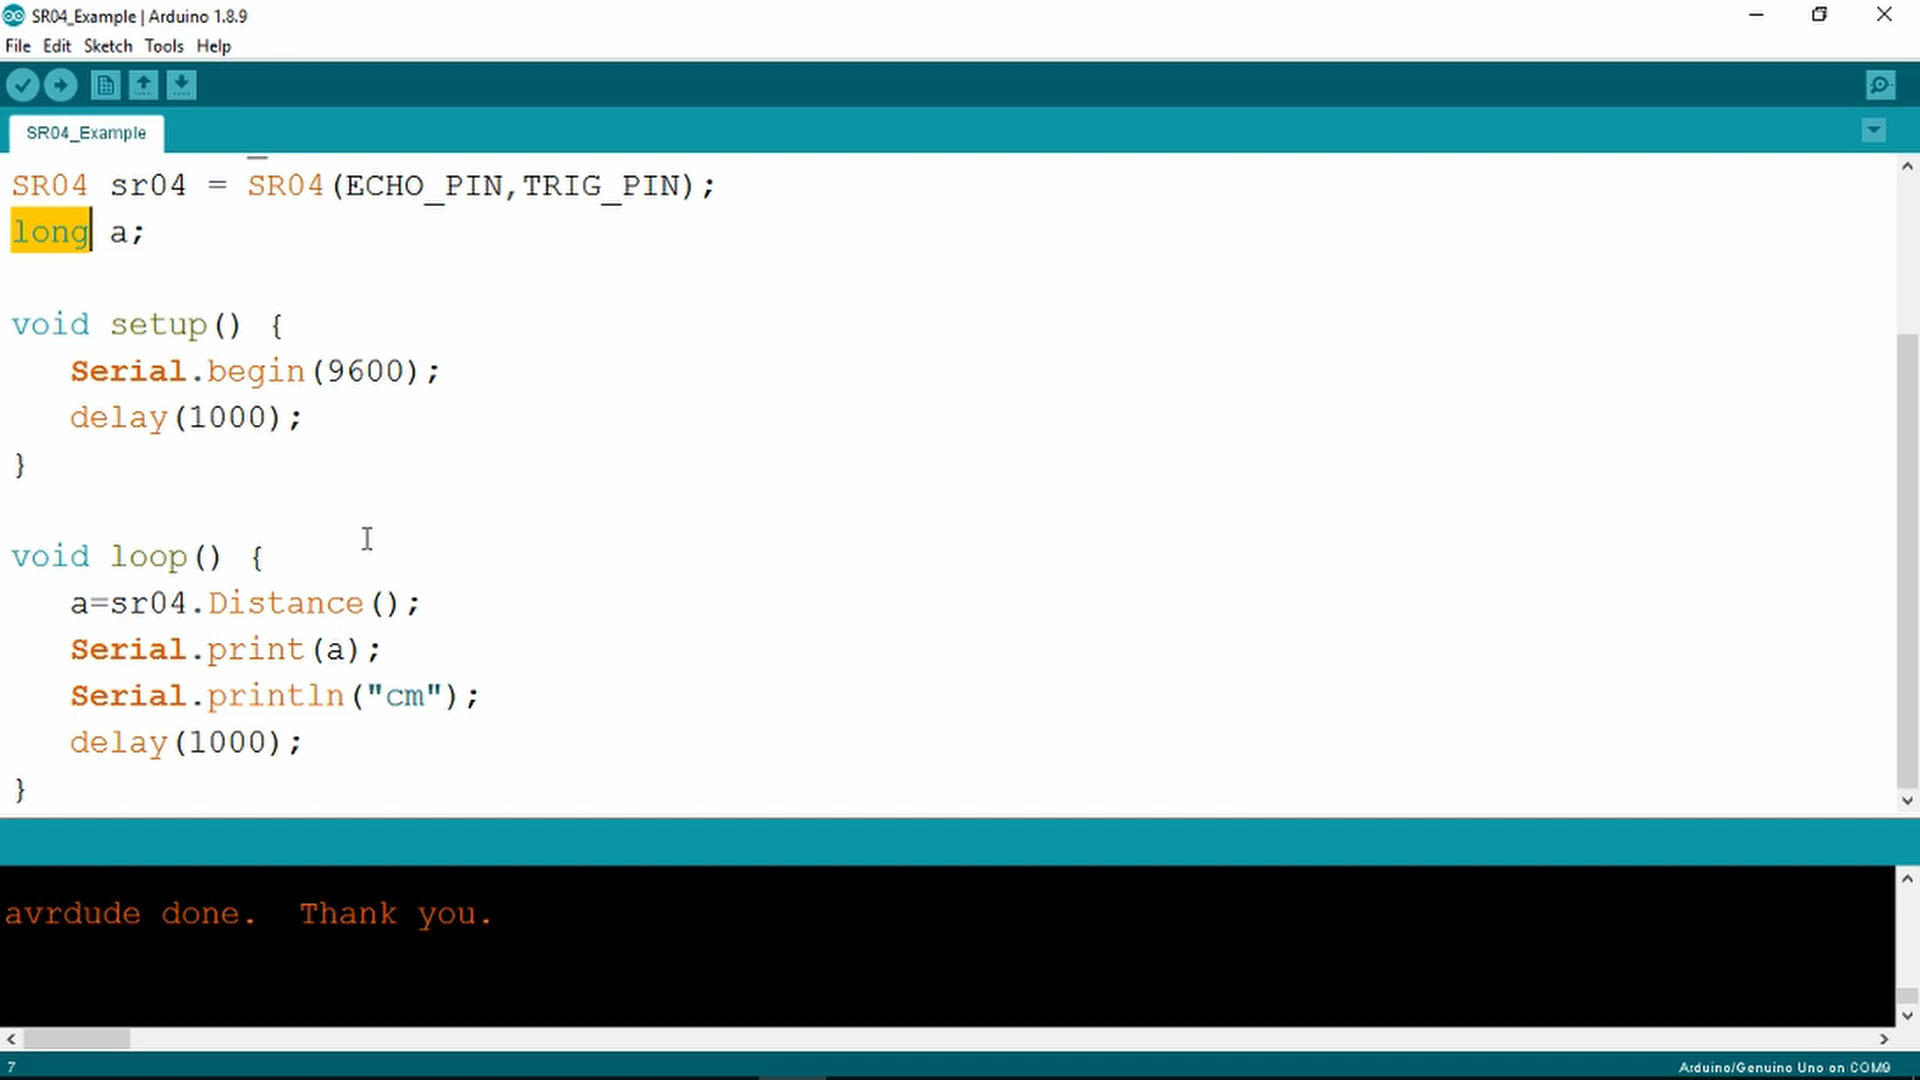 SR04_Example | Arduino 1.8.9
File Edit Sketch Tools Help
SR04_Example
SR04 sr04 = SR04(ECHO_PIN,TRIG_PIN);
long a;
void setup() {
   Serial.begin(9600);
   delay(1000);
}
void loop() {
   a=sr04.Distance();
   Serial.print(a);
   Serial.println("cm");
   delay(1000);
}
avrdude done.  Thank you.
7
Arduino/Genuino Uno on COM9